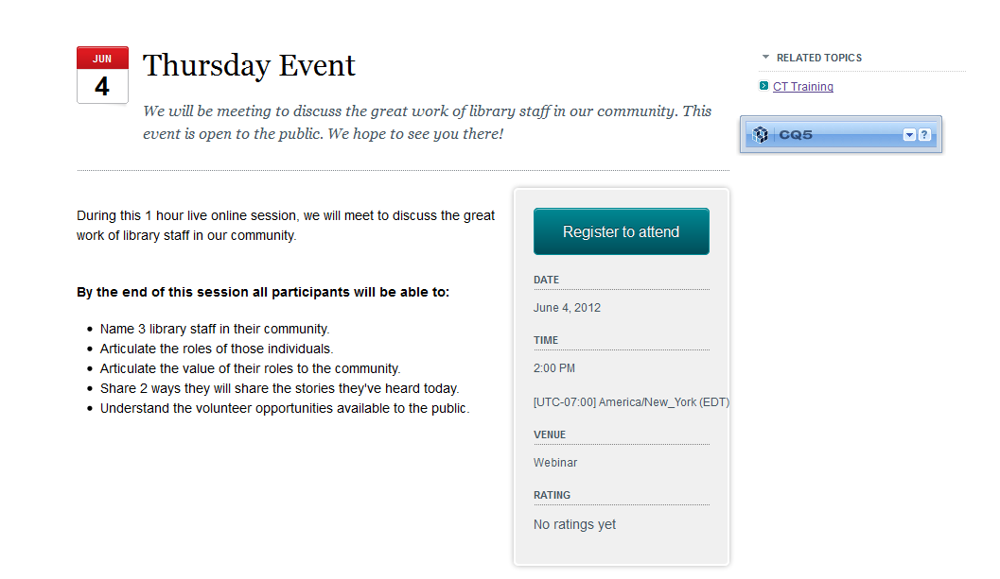 JUN
4
Thursday Event
We will be meeting to discuss the great work of library staff in our community. This
event is open to the public. We hope to see you there!
RELATED TOPICS
CT Training
CQ5
?
During this 1 hour live online session, we will meet to discuss the great
work of library staff in our community.
By the end of this session all participants will be able to:
Name 3 library staff in their community.
Articulate the roles of those individuals.
Articulate the value of their roles to the community.
Share 2 ways they will share the stories they've heard today.
Understand the volunteer opportunities available to the public.
Register to attend
DATE
June 4, 2012
TIME
2:00 PM
[UTC-07:00] America/New_York (EDT)
VENUE
Webinar
RATING
No ratings yet